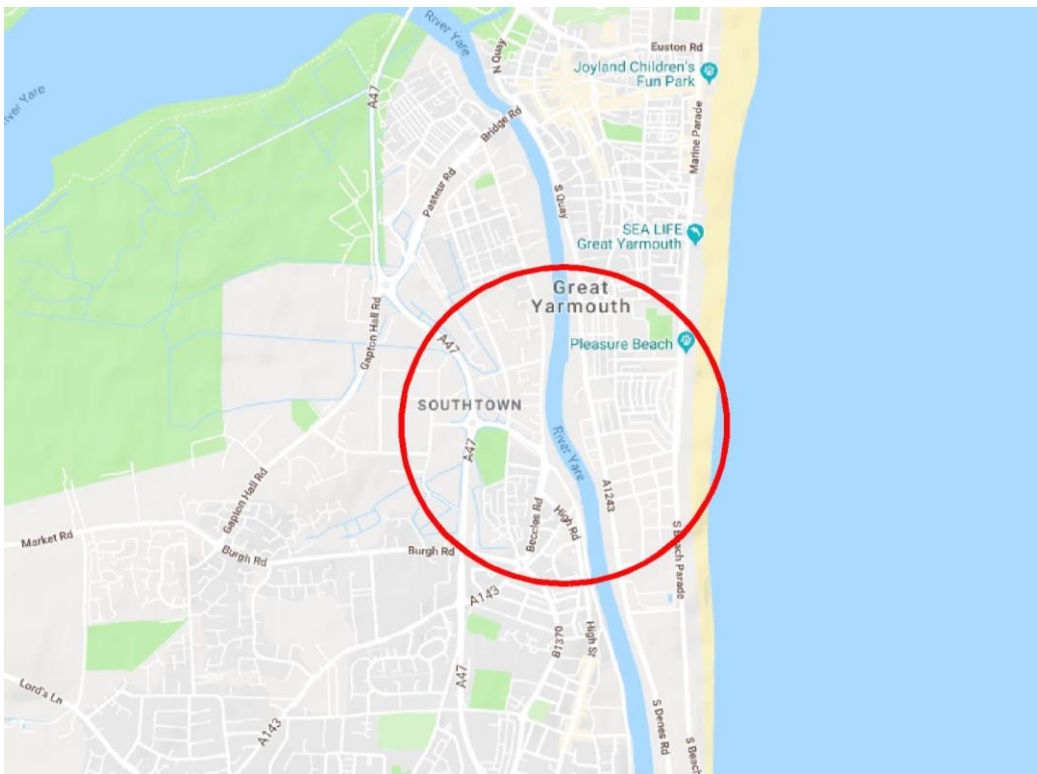 River Yare
Euston Rd
N Quay
Joyland Children's
Fun Park
River Yare
A47
Bridge Rd
Marine Parade
Pasteur Rd
S Quay
SEA LIFE
Great Yarmouth
Great
Yarmouth
Gapton Hall Rd
A47
Pleasure Beach
SOUTHTOWN
A47
River Yare
Gapton Hall Rd
A1243
Beccles Rd
High Rd
Market Rd
Burgh Rd
Burgh Rd
S Beach Parade
A143
High St
B1370
A47
Lord's Ln
A143
S Denes Rd
S Beach